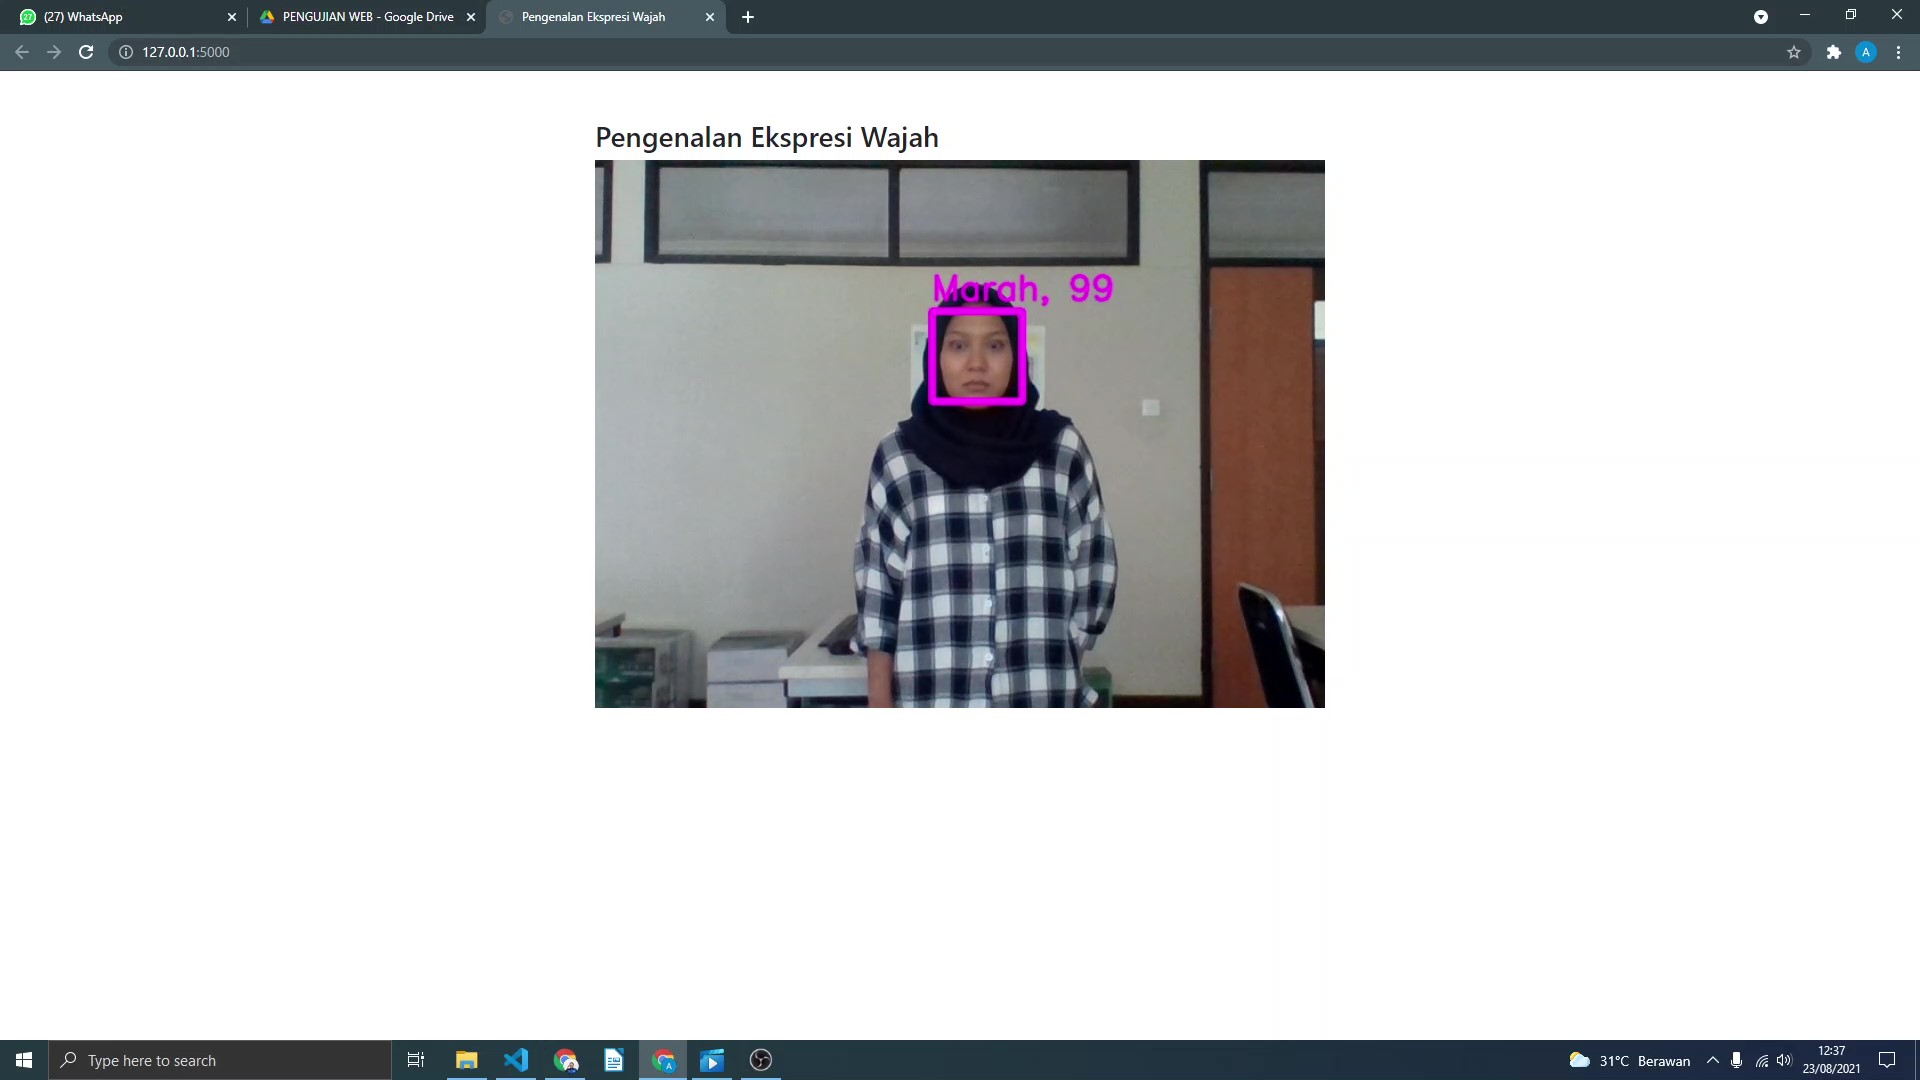 (27) WhatsApp
PENGUJIAN WEB - Google Drive
Pengenalan Ekspresi Wajah
127.0.0.1:5000
A
Pengenalan Ekspresi Wajah
Marah, 99
Type here to search
31°C Berawan
12:37
23/08/2021